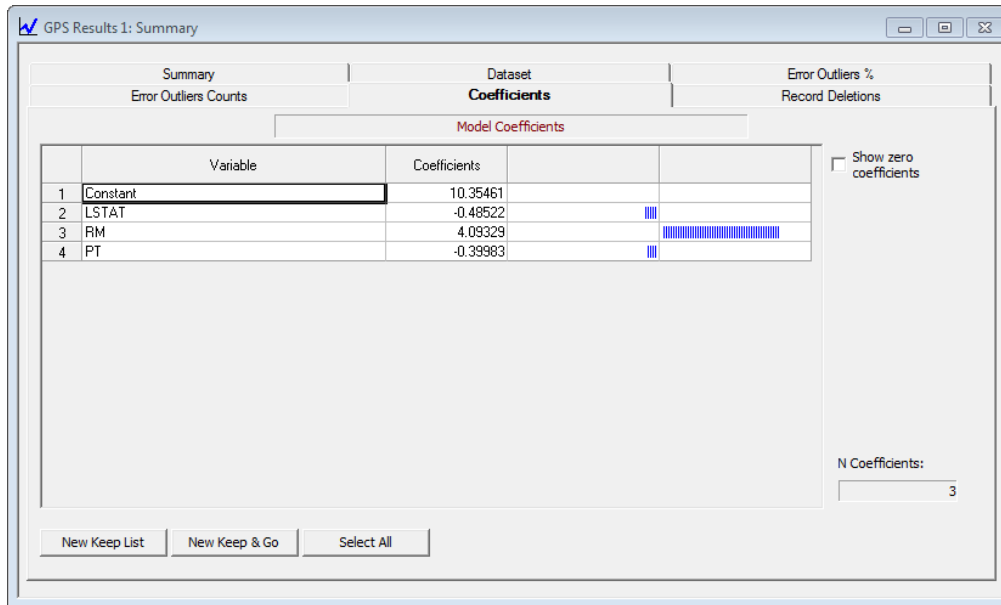 GPS Results 1: Summary
Summary Dataset Error Outliers %
Error Outliers Counts Coefficients Record Deletions
Model Coefficients
Variable Coefficients
1 Constant 10.35461
2 LSTAT -0.48522
3 RM 4.09329
4 PT -0.39983
Show zero
coefficients
N Coefficients:
3
New Keep List New Keep & Go Select All